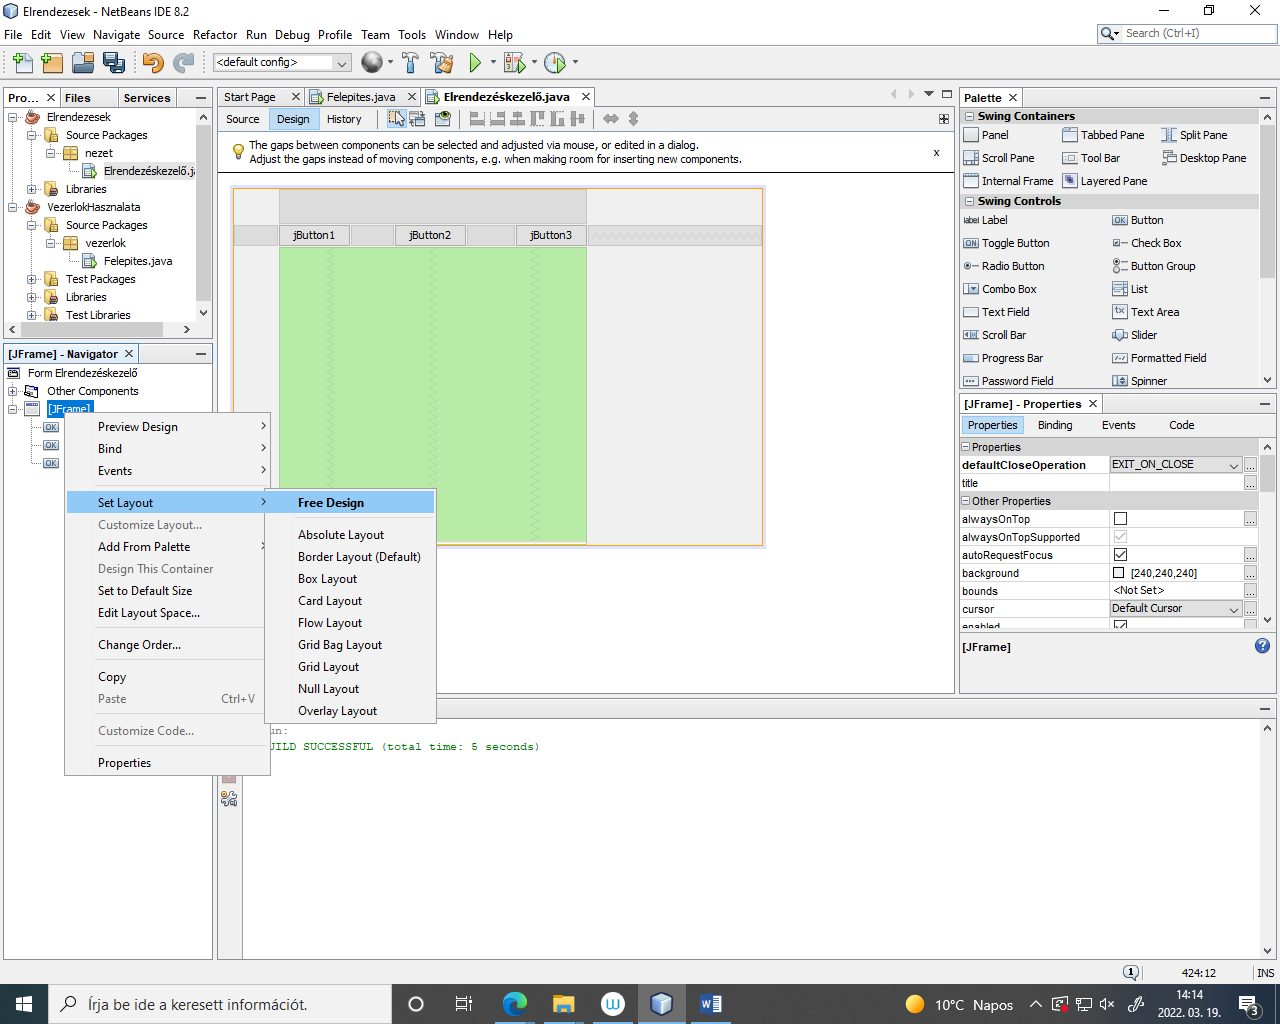 Elrendezesek - NetBeans IDE 8.2
File Edit View Navigate Source Refactor Run Debug Profile Team Tools Window Help
Search (Ctrl+I)
<default config>
Pro... Files Services
Elrendezesek
Source Packages
nezet
Elrendezéskezelő.ja
Libraries
VezerlokHasznalata
Source Packages
vezerlok
Felepites.java
Test Packages
Libraries
Test Libraries
[JFrame] - Navigator
Form Elrendezéskezelő
Other Components
[JFrame]
OK
OK
OK
Preview Design
Bind
Events
Set Layout
Customize Layout...
Add From Palette
Design This Container
Set to Default Size
Edit Layout Space...
Change Order...
Copy
Paste Ctrl+V
Customize Code...
Properties
Free Design
Absolute Layout
Border Layout (Default)
Box Layout
Card Layout
Flow Layout
Grid Bag Layout
Grid Layout
Null Layout
Overlay Layout
Start Page Felepites.java Elrendezéskezelő.java
Source Design History
The gaps between components can be selected and adjusted via mouse, or edited in a dialog.
Adjust the gaps instead of moving components, e.g. when making room for inserting new components.
x
jButton1 jButton2 jButton3
un:
UILD SUCCESSFUL (total time: 5 seconds)
Palette
Swing Containers
Panel Tabbed Pane Split Pane
Scroll Pane Tool Bar Desktop Pane
Internal Frame Layered Pane
Swing Controls
label Label OK Button
ON Toggle Button Check Box
Radio Button Button Group
Combo Box List
Text Field Text Area
Scroll Bar Slider
Progress Bar Formatted Field
Password Field Spinner
[JFrame] - Properties
Properties Binding Events Code
Properties
defaultCloseOperation EXIT_ON_CLOSE ...
title ...
Other Properties
alwaysOnTop ...
alwaysOnTopSupported
autoRequestFocus ...
background [240,240,240] ...
bounds <Not Set> ...
cursor Default Cursor ...
enabled ...
[JFrame]
1 424:12 INS
Írja be ide a keresett információt.
10°C Napos
14:14
2022. 03. 19.
3